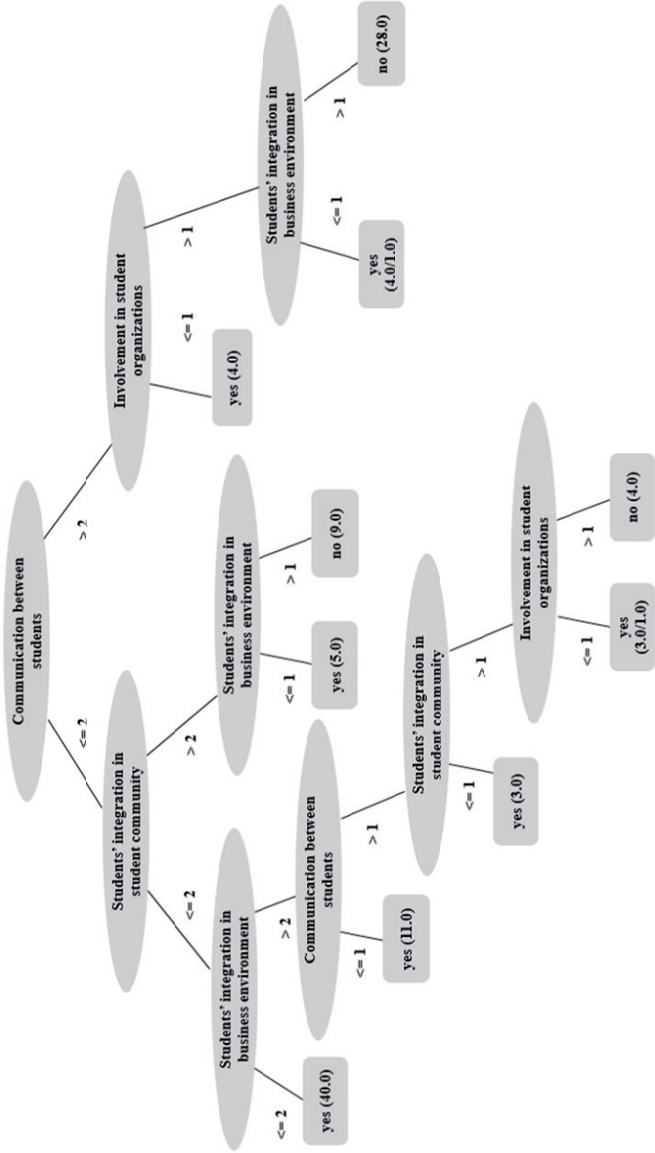 Communication between
students
<= 2
> 2
Students’ integration in
student community
Involvement in student
organizations
<= 2
> 2
<= 1
> 1
Students’ integration in
business environment
Students’ integration in
business environment
yes (4.0)
Students’ integration in
business environment
<= 2
> 2
<= 1
> 1
<= 1
> 1
yes (40.0)
Communication between
students
yes (5.0)
no (9.0)
yes
(4.0/1.0)
no (28.0)
<= 1
> 1
yes (11.0)
Students’ integration in
student community
<= 1
> 1
yes (3.0)
Involvement in student
organizations
<= 1
> 1
yes
(3.0/1.0)
no (4.0)